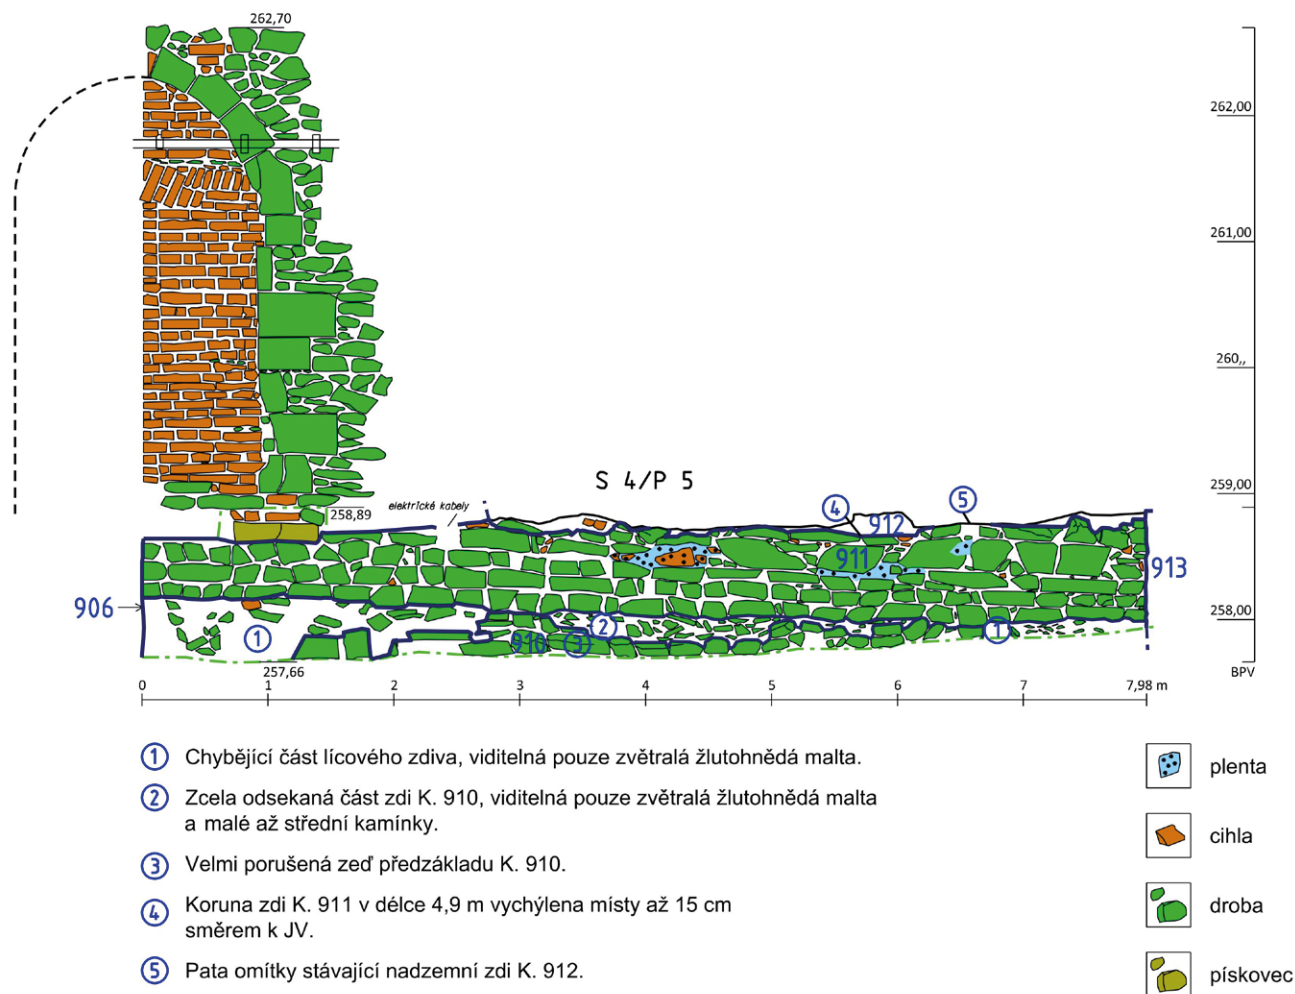 262,70
262,00
261,00
260,,
S 4/P 5
259,00
elektrické kabely
258,89
4
5
912
911
913
906
258,00
1
2
910
3
1
257,66
BPV
0 1 2 3 4 5 6 7 7,98 m
1 Chybějící část lícového zdiva, viditelná pouze zvětralá žlutohnědá malta.
2 Zcela odsekaná část zdi K. 910, viditelná pouze zvětralá žlutohnědá malta
a malé až střední kamínky.
3 Velmi porušená zeď předzákladu K. 910.
4 Koruna zdi K. 911 v délce 4,9 m vychýlena místy až 15 cm
směrem k JV.
5 Pata omítky stávající nadzemní zdi K. 912.
plenta
cihla
droba
pískovec